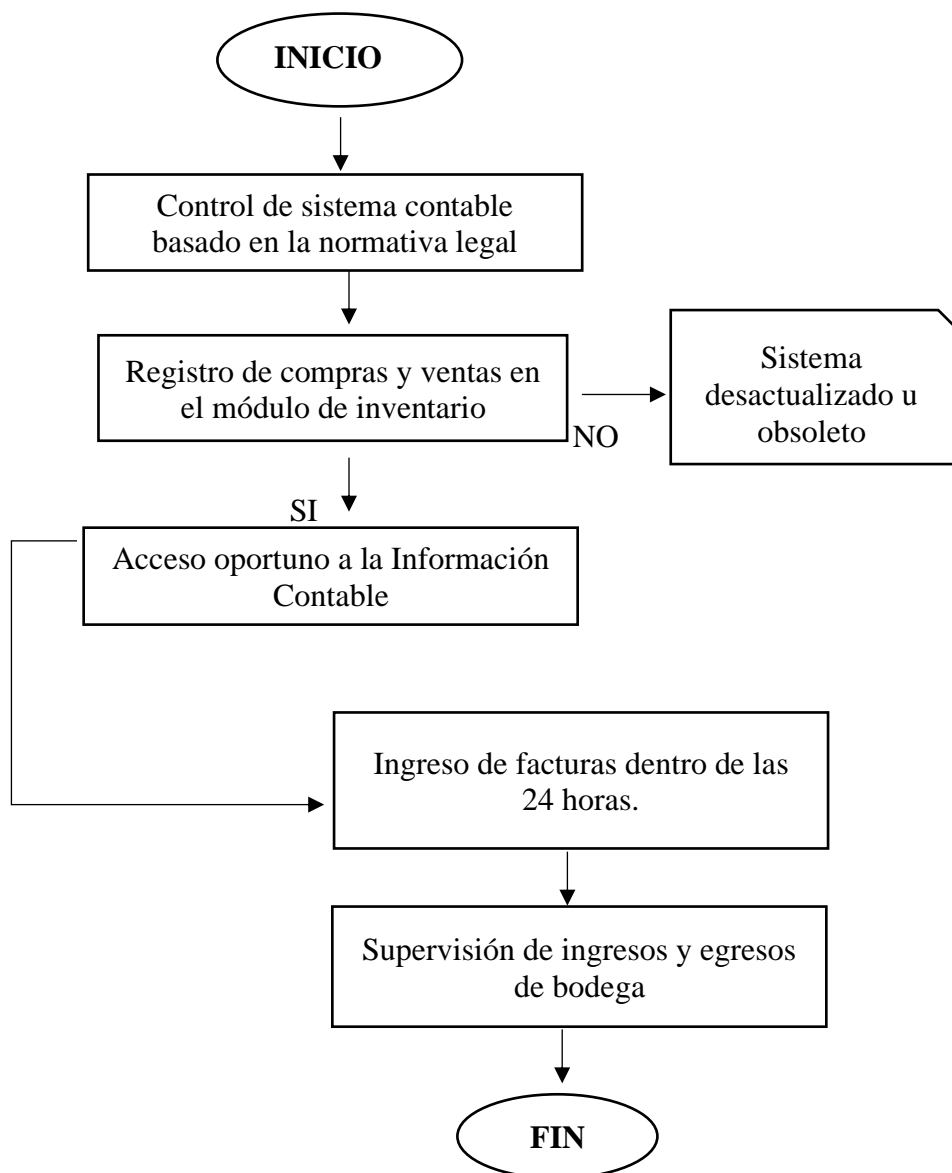 INICIO
Control de sistema contable
basado en la normativa legal
Registro de compras y ventas en
el módulo de inventario
NO
Sistema
desactualizado u
obsoleto
SI
Acceso oportuno a la Información
Contable
Ingreso de facturas dentro de las
24 horas.
Supervisión de ingresos y egresos
de bodega
FIN